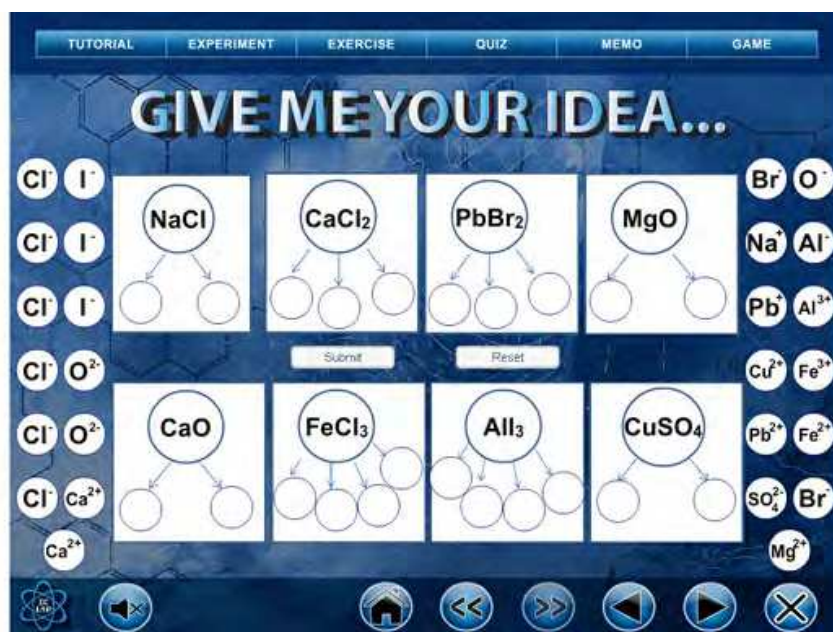 TUTORIAL EXPERIMENT EXERCISE QUIZ MEMO GAME
GIVE ME YOUR IDEA...
Cl⁻ I⁻ Br⁻ O⁻
NaCl CaCl₂ PbBr₂ MgO
Cl⁻ I⁻ Na⁺ Al⁻
Cl⁻ I⁻ Pb⁺ Al³⁺
Submit Reset
Cl⁻ O²⁻ Cu²⁺ Fe³⁺
CaO FeCl₃ AlI₃ CuSO₄
Cl⁻ O²⁻ Pb²⁺ Fe²⁺
Cl⁻ Ca²⁺ SO₄²⁻ Br⁻
Ca²⁺ Mg²⁺